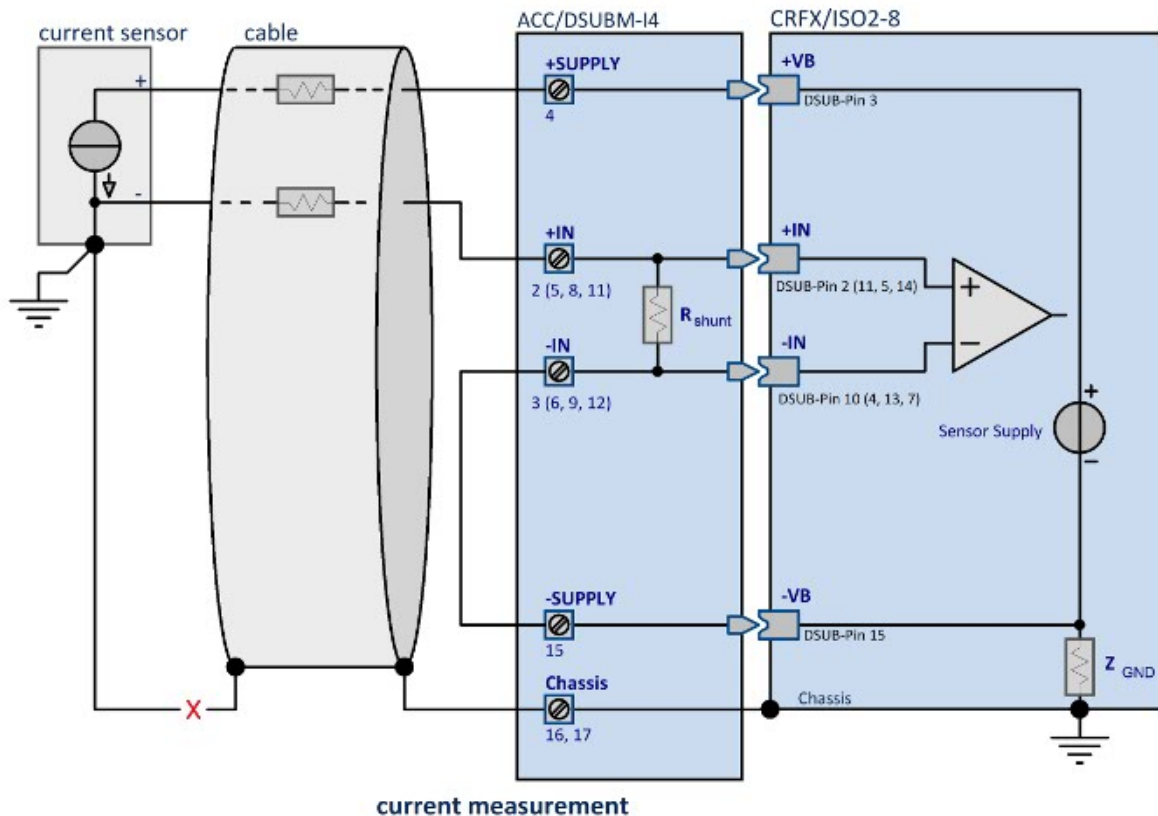 ACC/DSUBM-I4
CRFX/ISO2-8
current sensor
cable
+SUPPLY
+VB
+
4
DSUB-Pin 3
-
+IN
+IN
2 (5, 8, 11)
DSUB-Pin 2 (11, 5, 14)
+
R shunt
-IN
-IN
−
3 (6, 9, 12)
DSUB-Pin 10 (4, 13, 7)
+
Sensor Supply
−
-SUPPLY
-VB
15
DSUB-Pin 15
Z GND
Chassis
Chassis
X
16, 17
current measurement